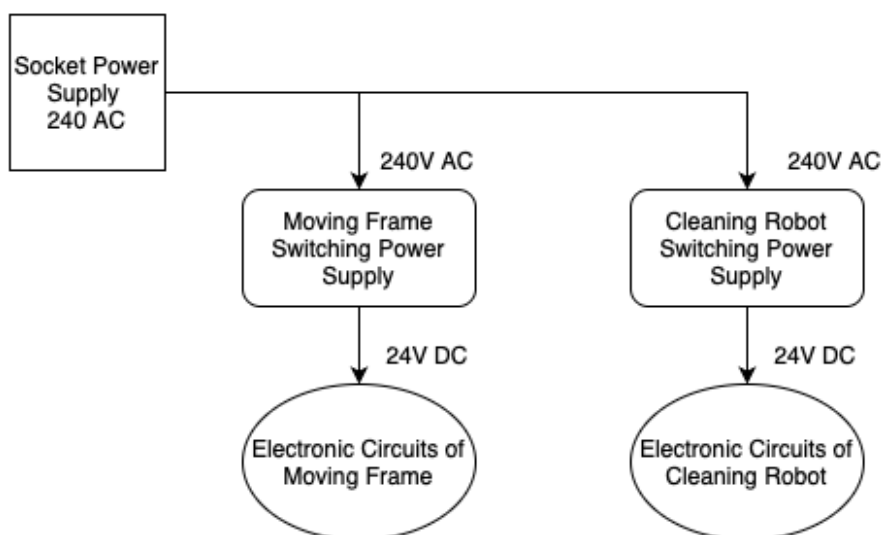 Socket Power
Supply
240 AC
240V AC
240V AC
Moving Frame
Switching Power
Supply
Cleaning Robot
Switching Power
Supply
24V DC
24V DC
Electronic Circuits of
Moving Frame
Electronic Circuits of
Cleaning Robot